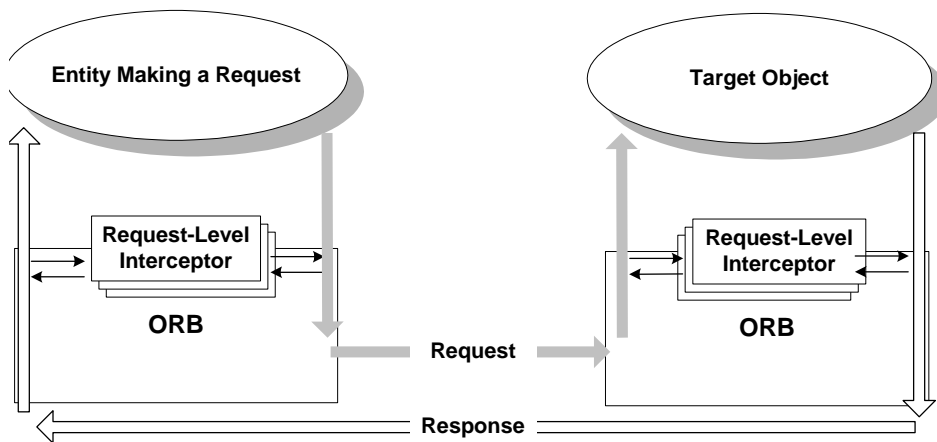 Entity Making a Request
Target Object
Request-Level
Interceptor
Request-Level
Interceptor
ORB
ORB
Request
Response